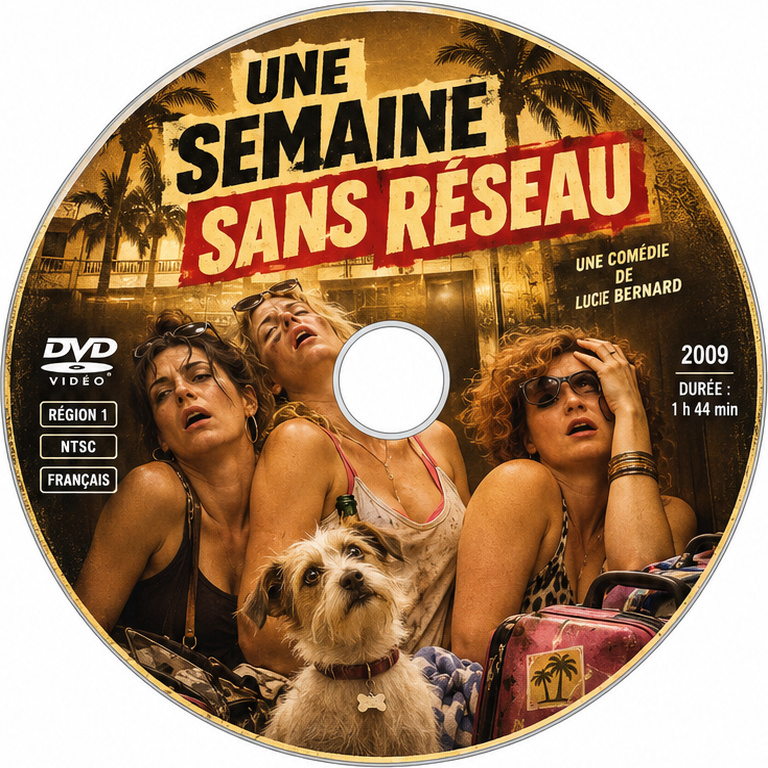 UNE
SEMAINE
SANS RÉSEAU
UNE COMÉDIE
DE
LUCIE BERNARD
DVD
VIDÉO
RÉGION 1
NTSC
FRANÇAIS
2009
DURÉE :
1 h 44 min